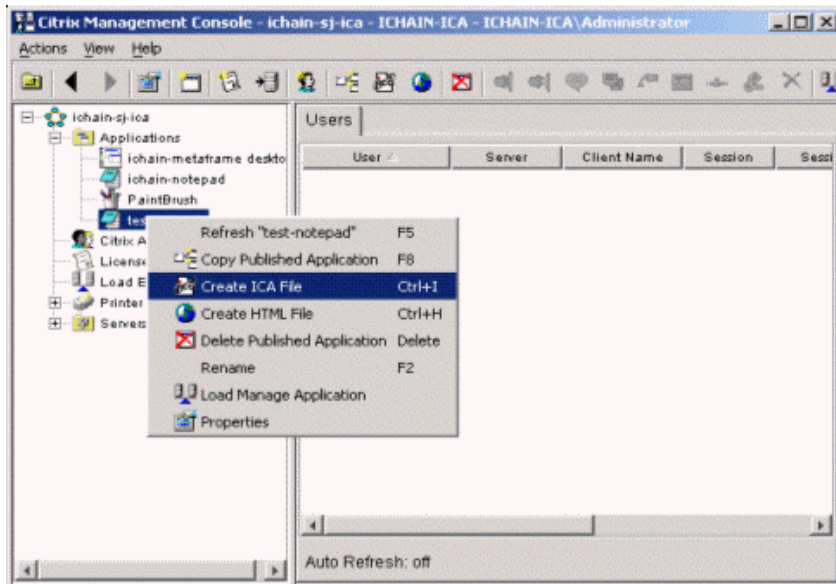 Citrix Management Console - ichain-sj-ica - ICHAIN-ICA - ICHAIN-ICA\Administrator
Actions View Help
ichain-sj-ica
Applications
ichain-metaframe deskto
ichain-notepad
PaintBrush
tes
Citrix A
License
Load E
Printer
Servers
Users
User Server Client Name Session Sessi
Refresh "test-notepad" F5
Copy Published Application F8
Create ICA File Ctrl+I
Create HTML File Ctrl+H
Delete Published Application Delete
Rename F2
Load Manage Application
Properties
Auto Refresh: off